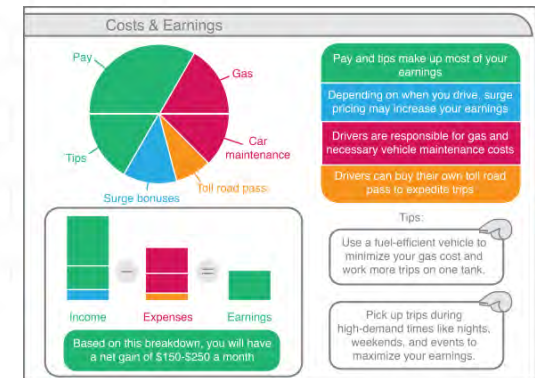 Costs & Earnings
Pay
Gas
Car
maintenance
Toll road pass
Surge bonuses
Tips
Pay and tips make up most of your
earnings
Depending on when you drive, surge
pricing may increase your earnings
Drivers are responsible for gas and
necessary vehicle maintenance costs
Drivers can buy their own toll road
pass to expedite trips
Income
Expenses
Earnings
Based on this breakdown, you will have
a net gain of $150-$250 a month
Tips:
Use a fuel-efficient vehicle to
minimize your gas cost and
work more trips on one tank.
Pick up trips during
high-demand times like nights,
weekends, and events to
maximize your earnings.